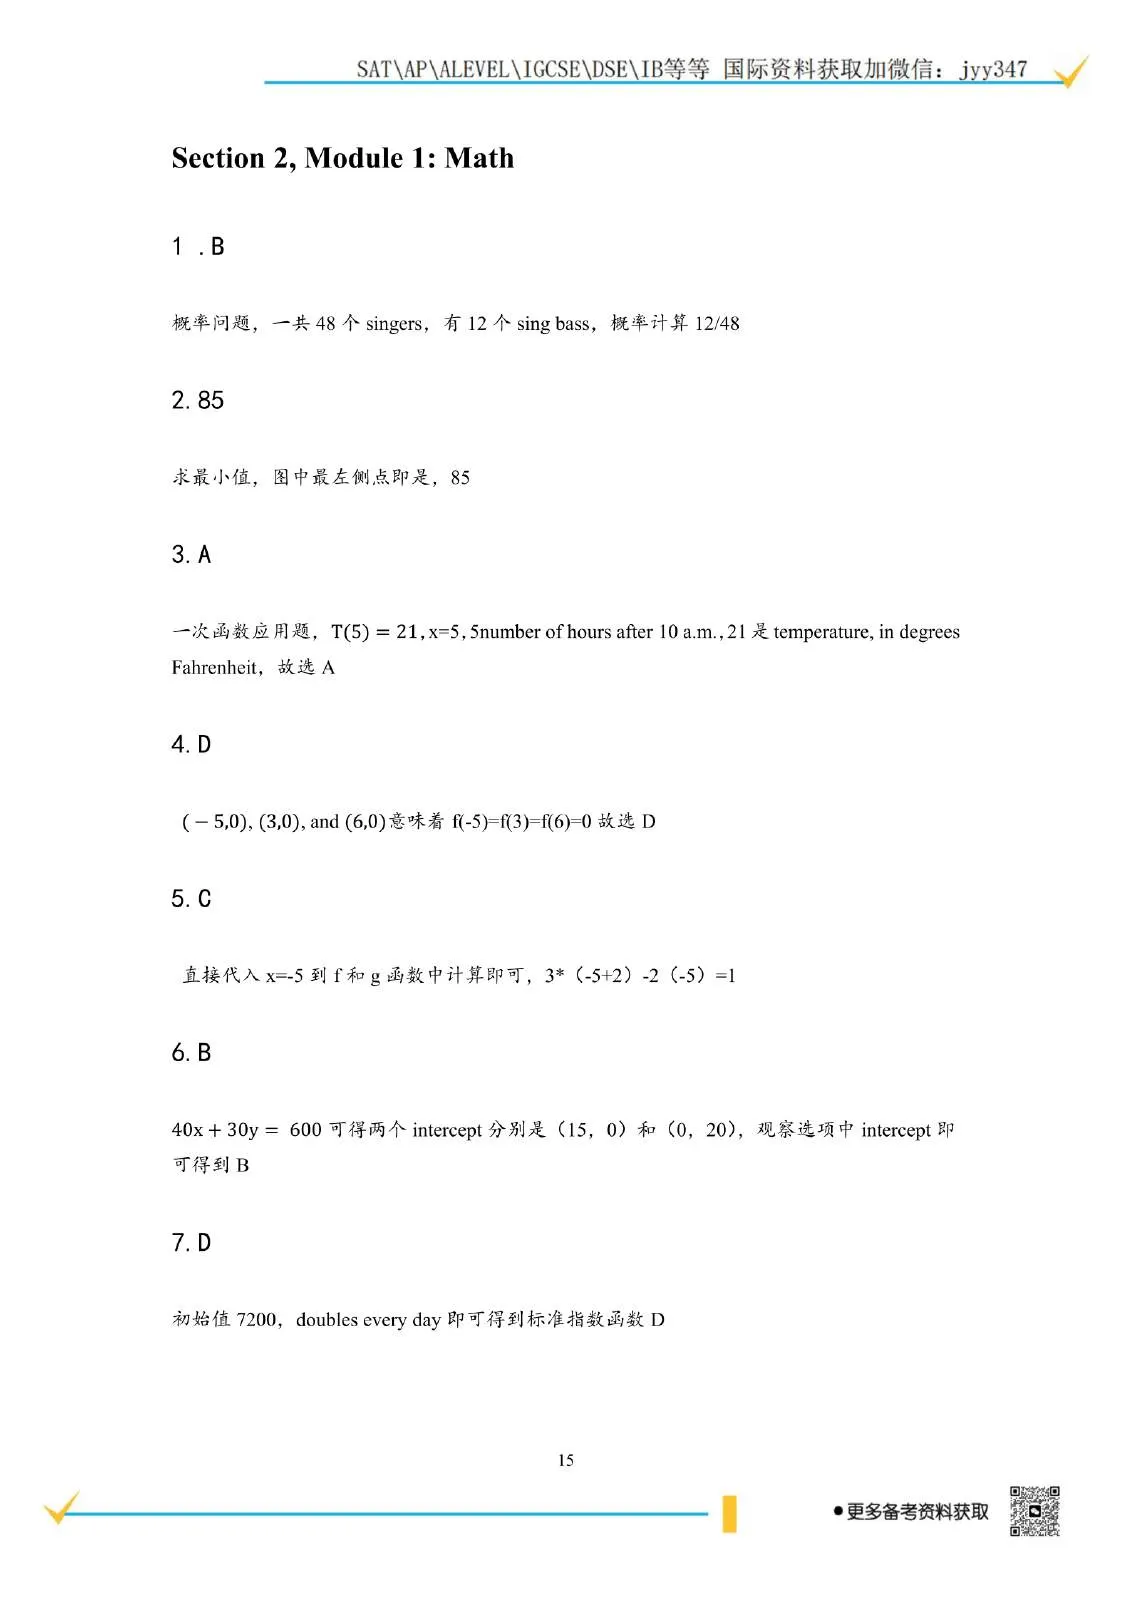 SAT\AP\ALEVEL\IGCSE\DSE\IB等等 国际资料获取加微信：jyy347
Section 2, Module 1: Math
1 .B
概率问题，一共 48 个 singers，有 12 个 sing bass，概率计算 12/48
2.85
求最小值，图中最左侧点即是，85
3.A
一次函数应用题，T(5) = 21,x=5,5number of hours after 10 a.m.,21 是 temperature, in degrees
Fahrenheit，故选 A
4.D
(－5,0), (3,0), and (6,0)意味着 f(-5)=f(3)=f(6)=0 故选 D
5.C
直接代入 x=-5 到 f 和 g 函数中计算即可，3*（-5+2）-2（-5）=1
6.B
40x + 30y = 600 可得两个 intercept 分别是（15，0）和（0，20），观察选项中 intercept 即
可得到 B
7.D
初始值 7200，doubles every day 即可得到标准指数函数 D
15
●更多备考资料获取